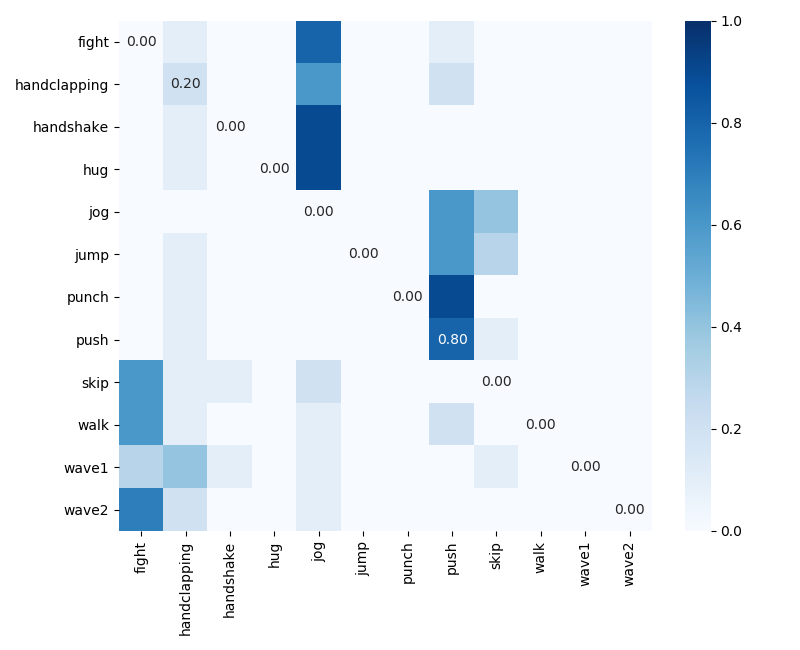 fight 0.00 1.0
handclapping 0.20
handshake 0.00 0.8
hug 0.00
jog 0.00 0.6
jump 0.00
punch 0.00
push 0.80 0.4
skip 0.00
walk 0.00 0.2
wave1 0.00
wave2 0.00 0.0
fight handclapping handshake hug jog jump punch push skip walk wave1 wave2